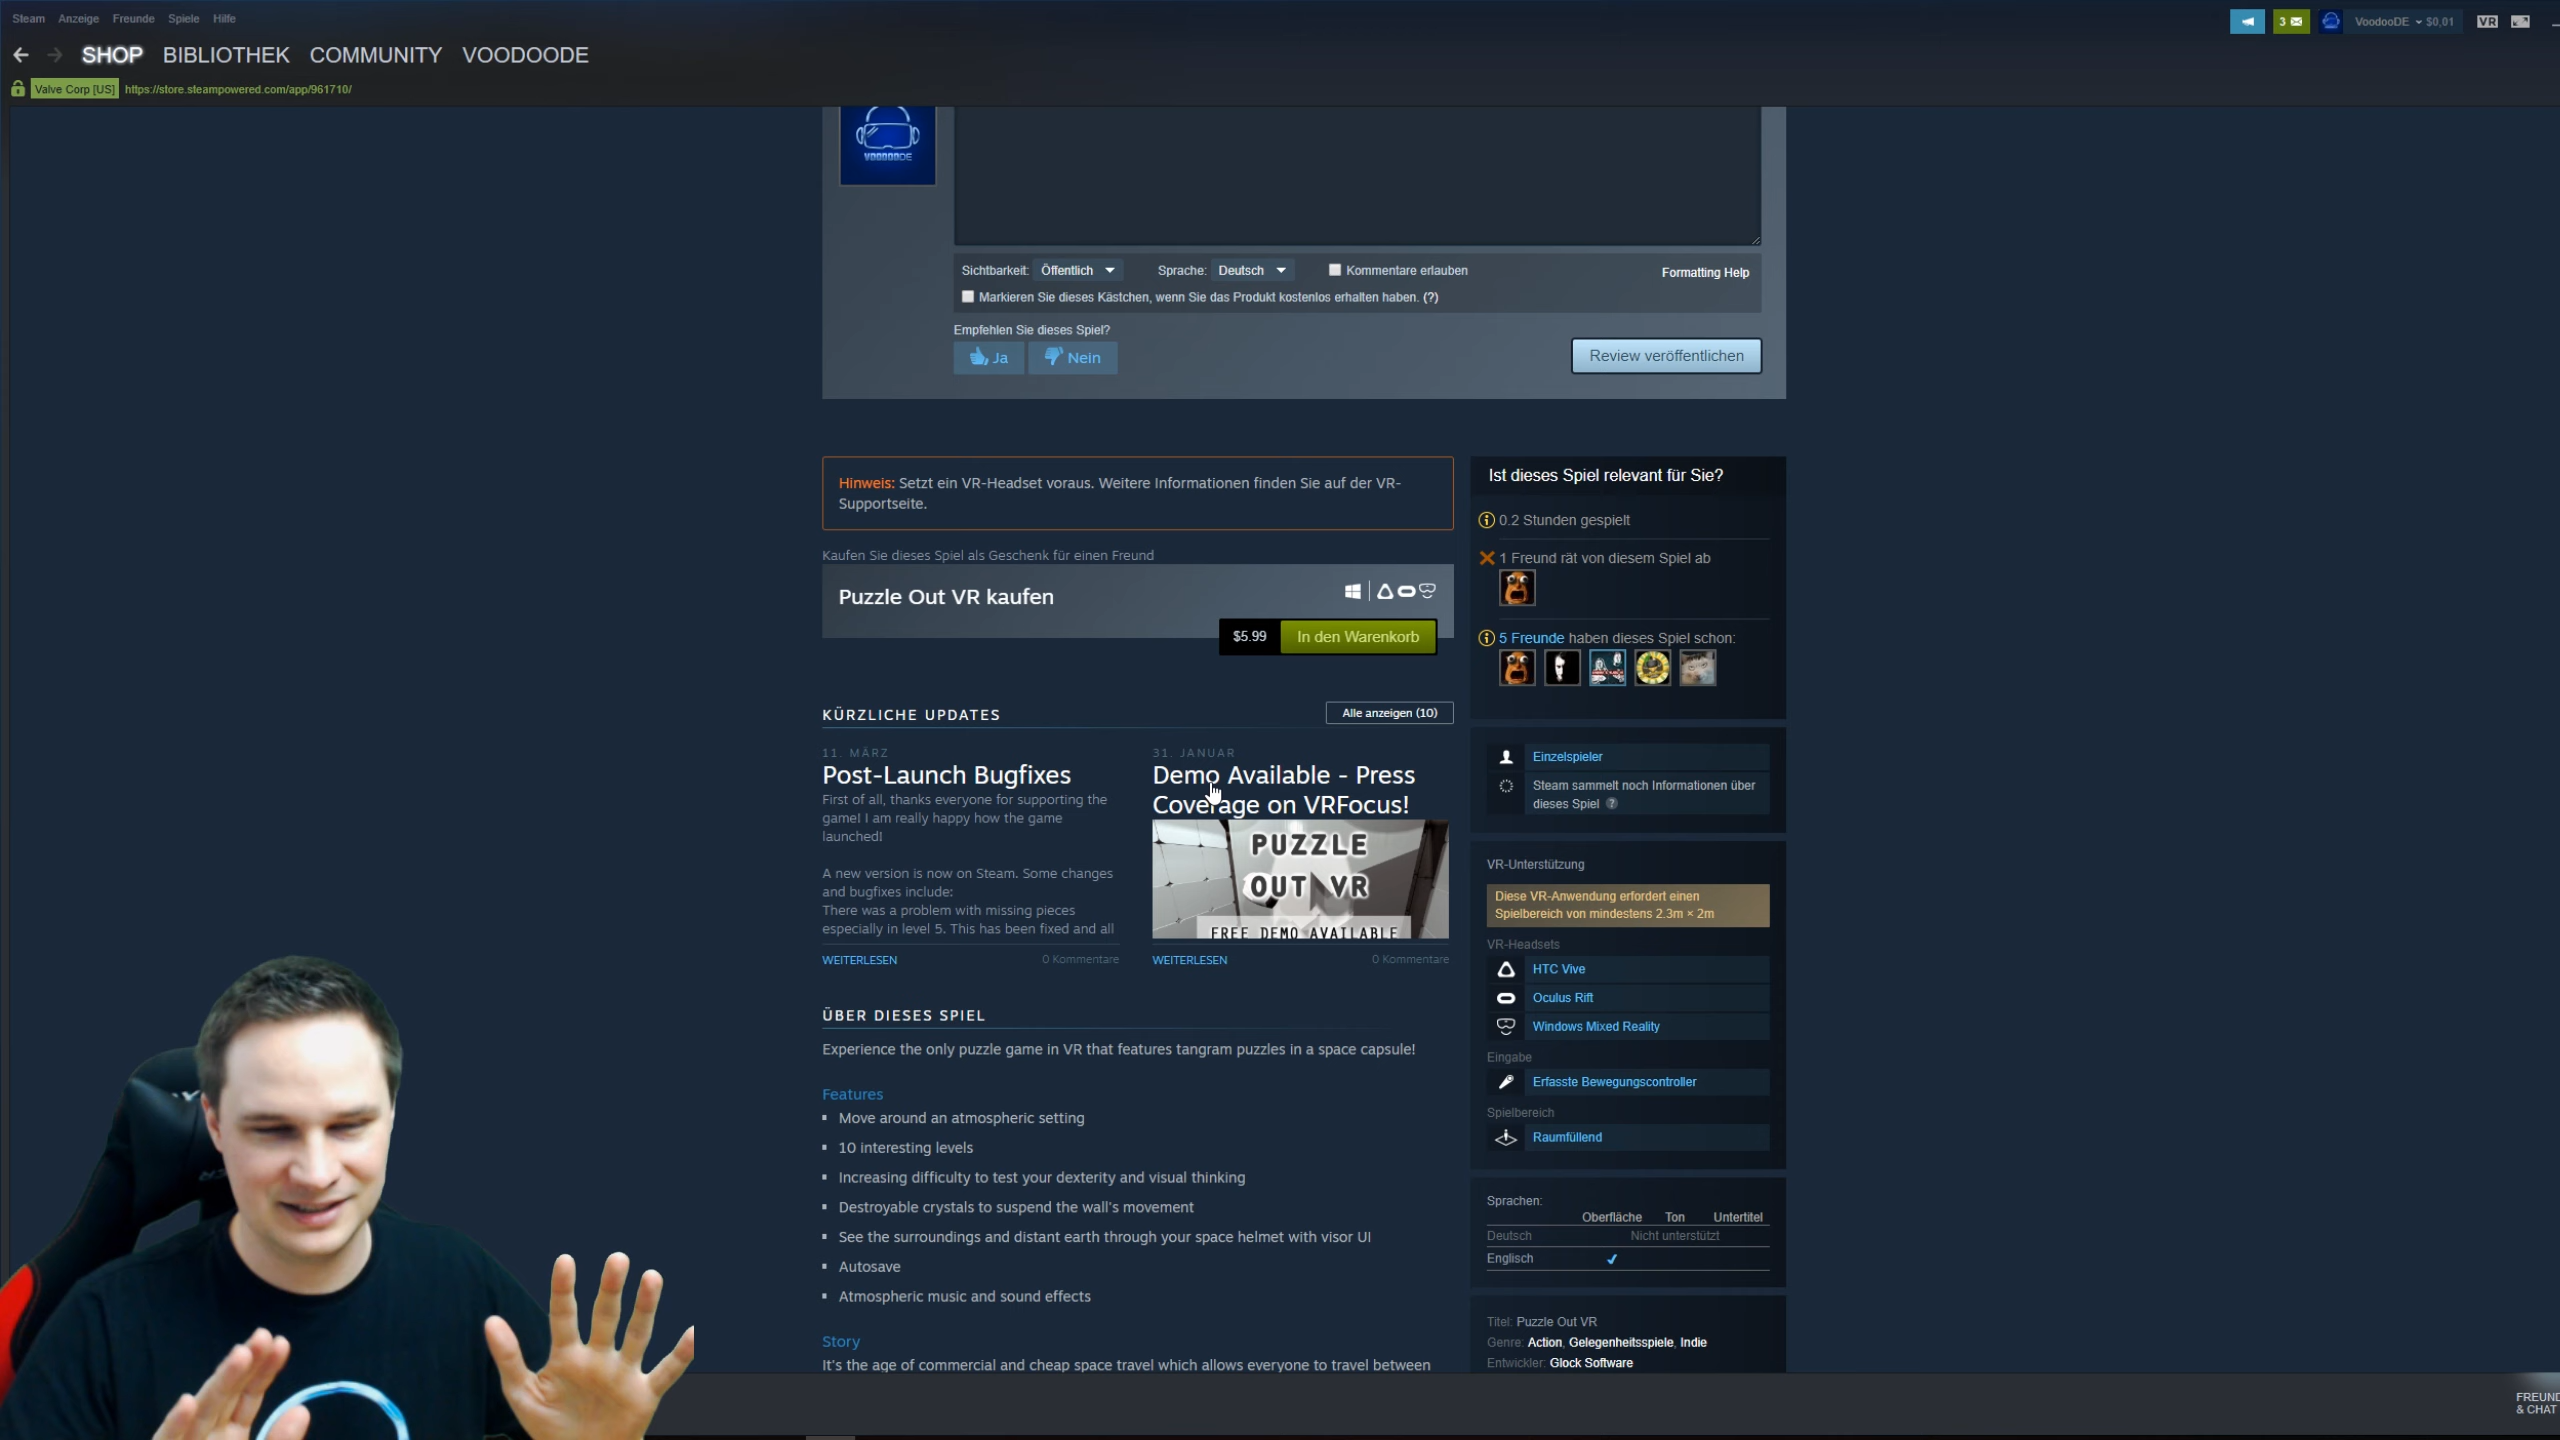 Steam Anzeige Freunde Spiele Hilfe
3
VoodooDE $0,01
VR
SHOP BIBLIOTHEK COMMUNITY VOODOODE
Valve Corp [US] https://store.steampowered.com/app/961710/
VOODOODE
Sichtbarkeit: Öffentlich Sprache: Deutsch Kommentare erlauben Formatting Help
Markieren Sie dieses Kästchen, wenn Sie das Produkt kostenlos erhalten haben. (?)
Empfehlen Sie dieses Spiel?
Ja Nein
Review veröffentlichen
Hinweis: Setzt ein VR-Headset voraus. Weitere Informationen finden Sie auf der VR-
Supportseite.
Kaufen Sie dieses Spiel als Geschenk für einen Freund
Puzzle Out VR kaufen
$5.99 In den Warenkorb
KÜRZLICHE UPDATES
Alle anzeigen (10)
11. MÄRZ
Post-Launch Bugfixes
First of all, thanks everyone for supporting the
game! I am really happy how the game
launched!
A new version is now on Steam. Some changes
and bugfixes include:
There was a problem with missing pieces
especially in level 5. This has been fixed and all
WEITERLESEN 0 Kommentare
31. JANUAR
Demo Available - Press
Coverage on VRFocus!
PUZZLE
OUT VR
FREE DEMO AVAILABLE
WEITERLESEN 0 Kommentare
ÜBER DIESES SPIEL
Experience the only puzzle game in VR that features tangram puzzles in a space capsule!
Features
Move around an atmospheric setting
10 interesting levels
Increasing difficulty to test your dexterity and visual thinking
Destroyable crystals to suspend the wall's movement
See the surroundings and distant earth through your space helmet with visor UI
Autosave
Atmospheric music and sound effects
Story
It's the age of commercial and cheap space travel which allows everyone to travel between
Ist dieses Spiel relevant für Sie?
0.2 Stunden gespielt
1 Freund rät von diesem Spiel ab
5 Freunde haben dieses Spiel schon:
Einzelspieler
Steam sammelt noch Informationen über
dieses Spiel ?
VR-Unterstützung
Diese VR-Anwendung erfordert einen
Spielbereich von mindestens 2.3m × 2m
VR-Headsets
HTC Vive
Oculus Rift
Windows Mixed Reality
Eingabe
Erfasste Bewegungscontroller
Spielbereich
Raumfüllend
Sprachen:
Oberfläche Ton Untertitel
Deutsch Nicht unterstützt
Englisch ✔
Titel: Puzzle Out VR
Genre: Action, Gelegenheitsspiele, Indie
Entwickler: Glock Software
FREUND
& CHAT